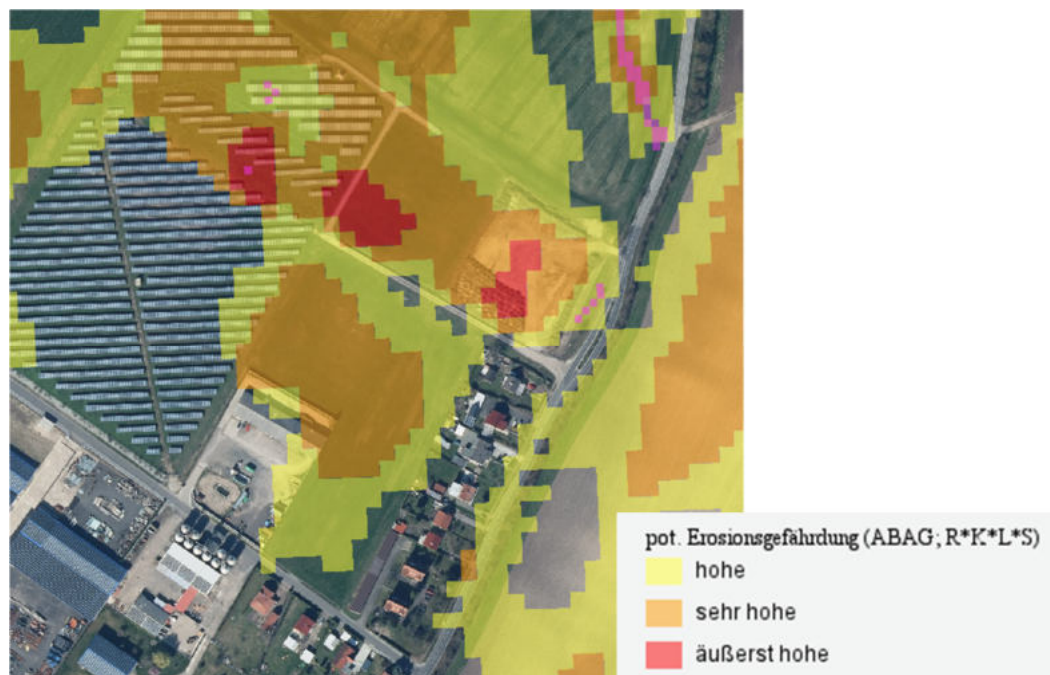 pot. Erosionsgefährdung (ABAG; R*K*L*S)
hohe
sehr hohe
äußerst hohe